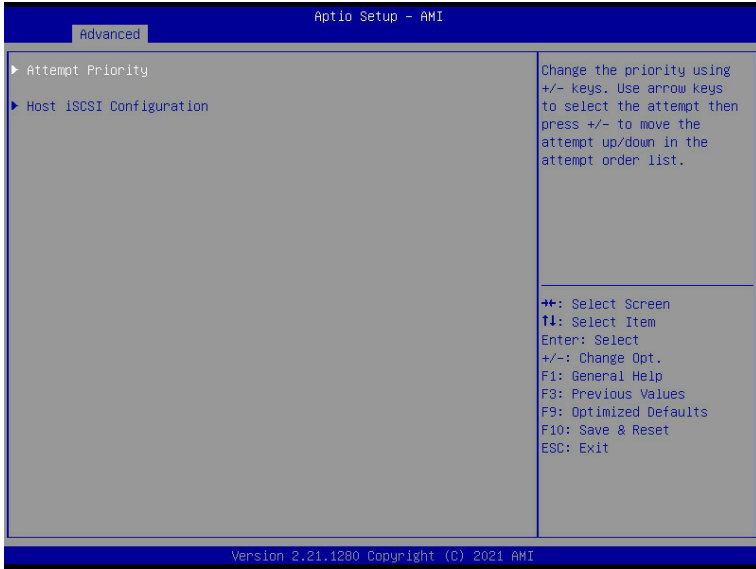 Aptio Setup – AMI
Advanced
▶ Attempt Priority
▶ Host iSCSI Configuration
Change the priority using
+/- keys. Use arrow keys
to select the attempt then
press +/- to move the
attempt up/down in the
attempt order list.
→←: Select Screen
↑↓: Select Item
Enter: Select
+/-: Change Opt.
F1: General Help
F3: Previous Values
F9: Optimized Defaults
F10: Save & Reset
ESC: Exit
Version 2.21.1280 Copyright (C) 2021 AMI